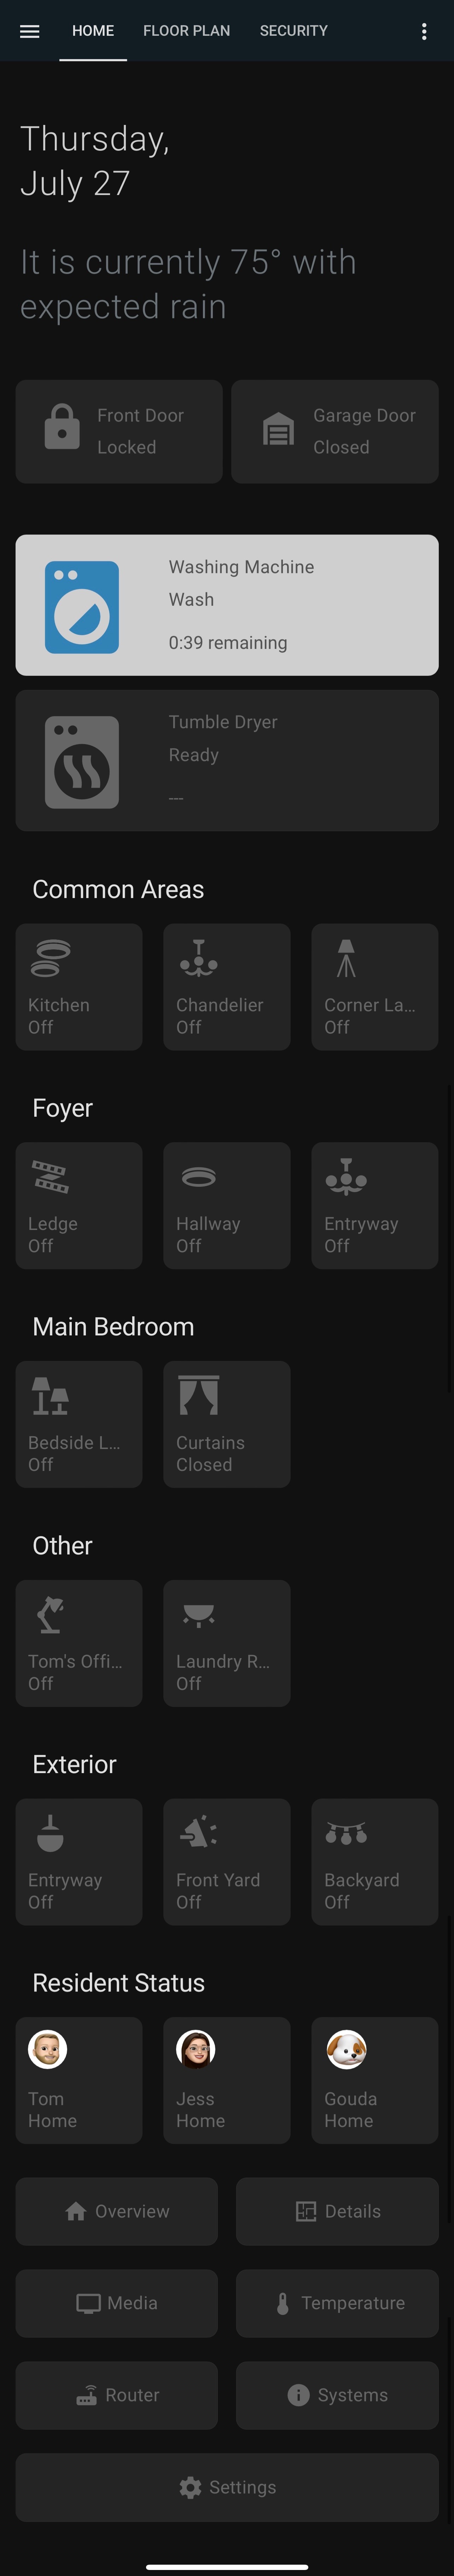 HOME FLOOR PLAN SECURITY
Thursday,
July 27
It is currently 75° with
expected rain
Front Door
Locked
Garage Door
Closed
Washing Machine
Wash
0:39 remaining
Tumble Dryer
Ready
---
Common Areas
Kitchen
Off
Chandelier
Off
Corner La...
Off
Foyer
Ledge
Off
Hallway
Off
Entryway
Off
Main Bedroom
Bedside L...
Off
Curtains
Closed
Other
Tom's Offi...
Off
Laundry R...
Off
Exterior
Entryway
Off
Front Yard
Off
Backyard
Off
Resident Status
Tom
Home
Jess
Home
Gouda
Home
Overview
Details
Media
Temperature
Router
Systems
Settings